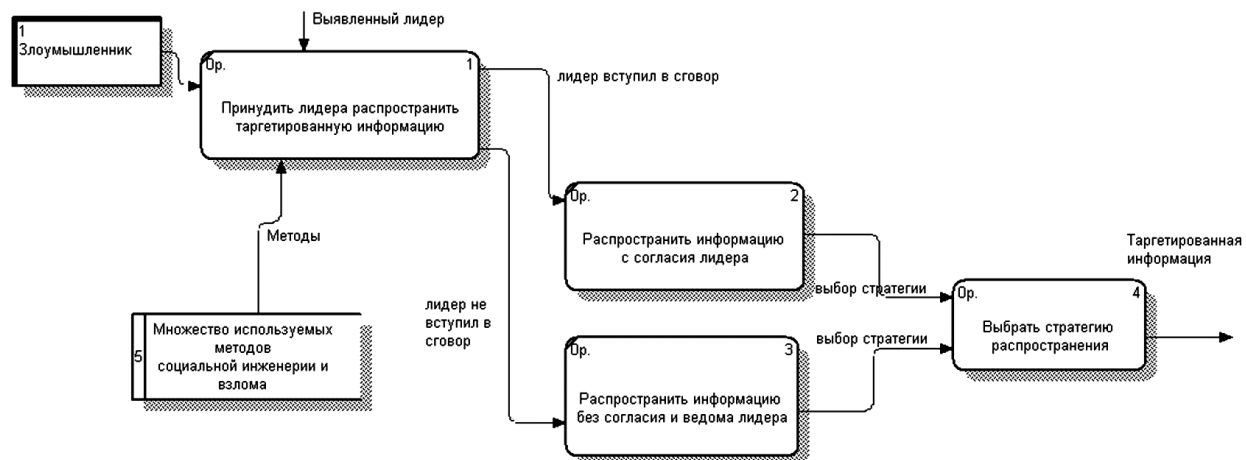 1
Злоумышленник
Выявленный лидер
0р.
1
Принудить лидера распространить
таргетированную информацию
лидер вступил в сговор
Методы
5
Множество используемых
методов
социальной инженерии и
взлома
лидер не
вступил в
сговор
0р.
2
Распространить информацию
с согласия лидера
выбор стратегии
0р.
3
Распространить информацию
без согласия и ведома лидера
выбор стратегии
0р.
4
Выбрать стратегию
распространения
Таргетированная
информация